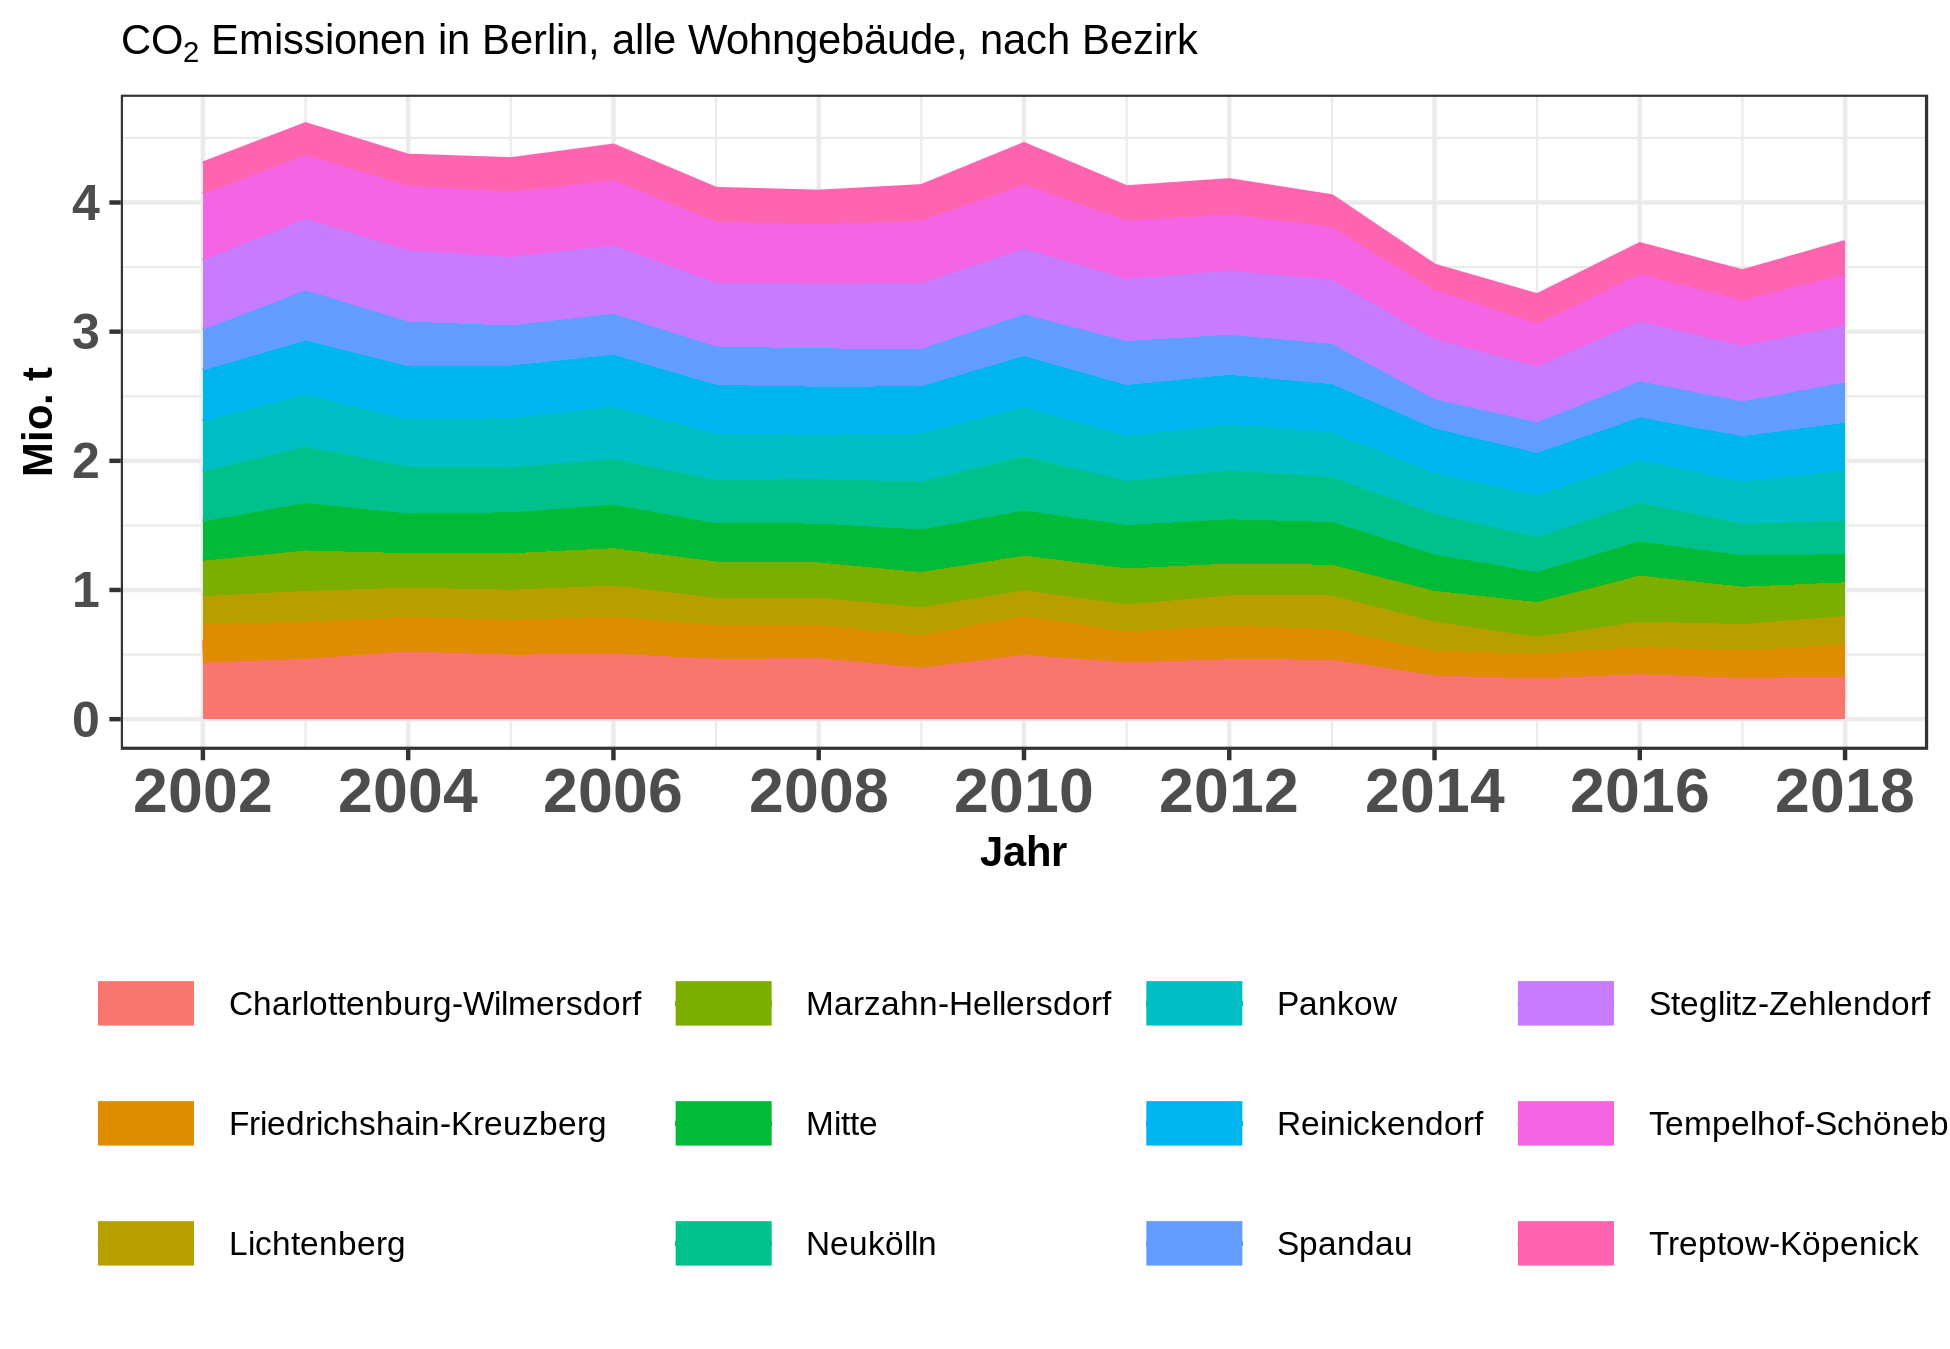 CO₂ Emissionen in Berlin, alle Wohngebäude, nach Bezirk
4
3
2
1
0
Mio. t
2002 2004 2006 2008 2010 2012 2014 2016 2018
Jahr
Charlottenburg-Wilmersdorf Marzahn-Hellersdorf Pankow Steglitz-Zehlendorf
Friedrichshain-Kreuzberg Mitte Reinickendorf Tempelhof-Schöneb
Lichtenberg Neukölln Spandau Treptow-Köpenick